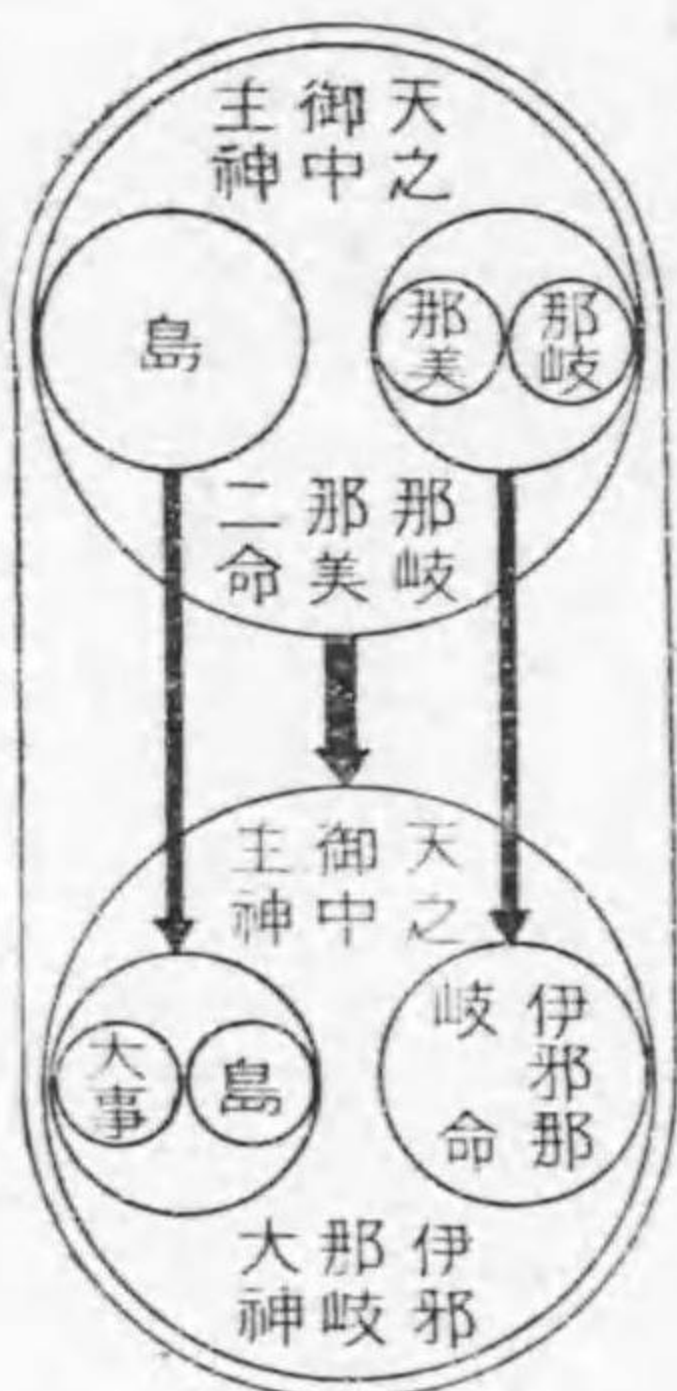 天之
御中
主神
那岐
那美
島
那岐
那美
二命
天之
御中
主神
伊邪那
岐命
島
大事
伊邪
那岐
大神